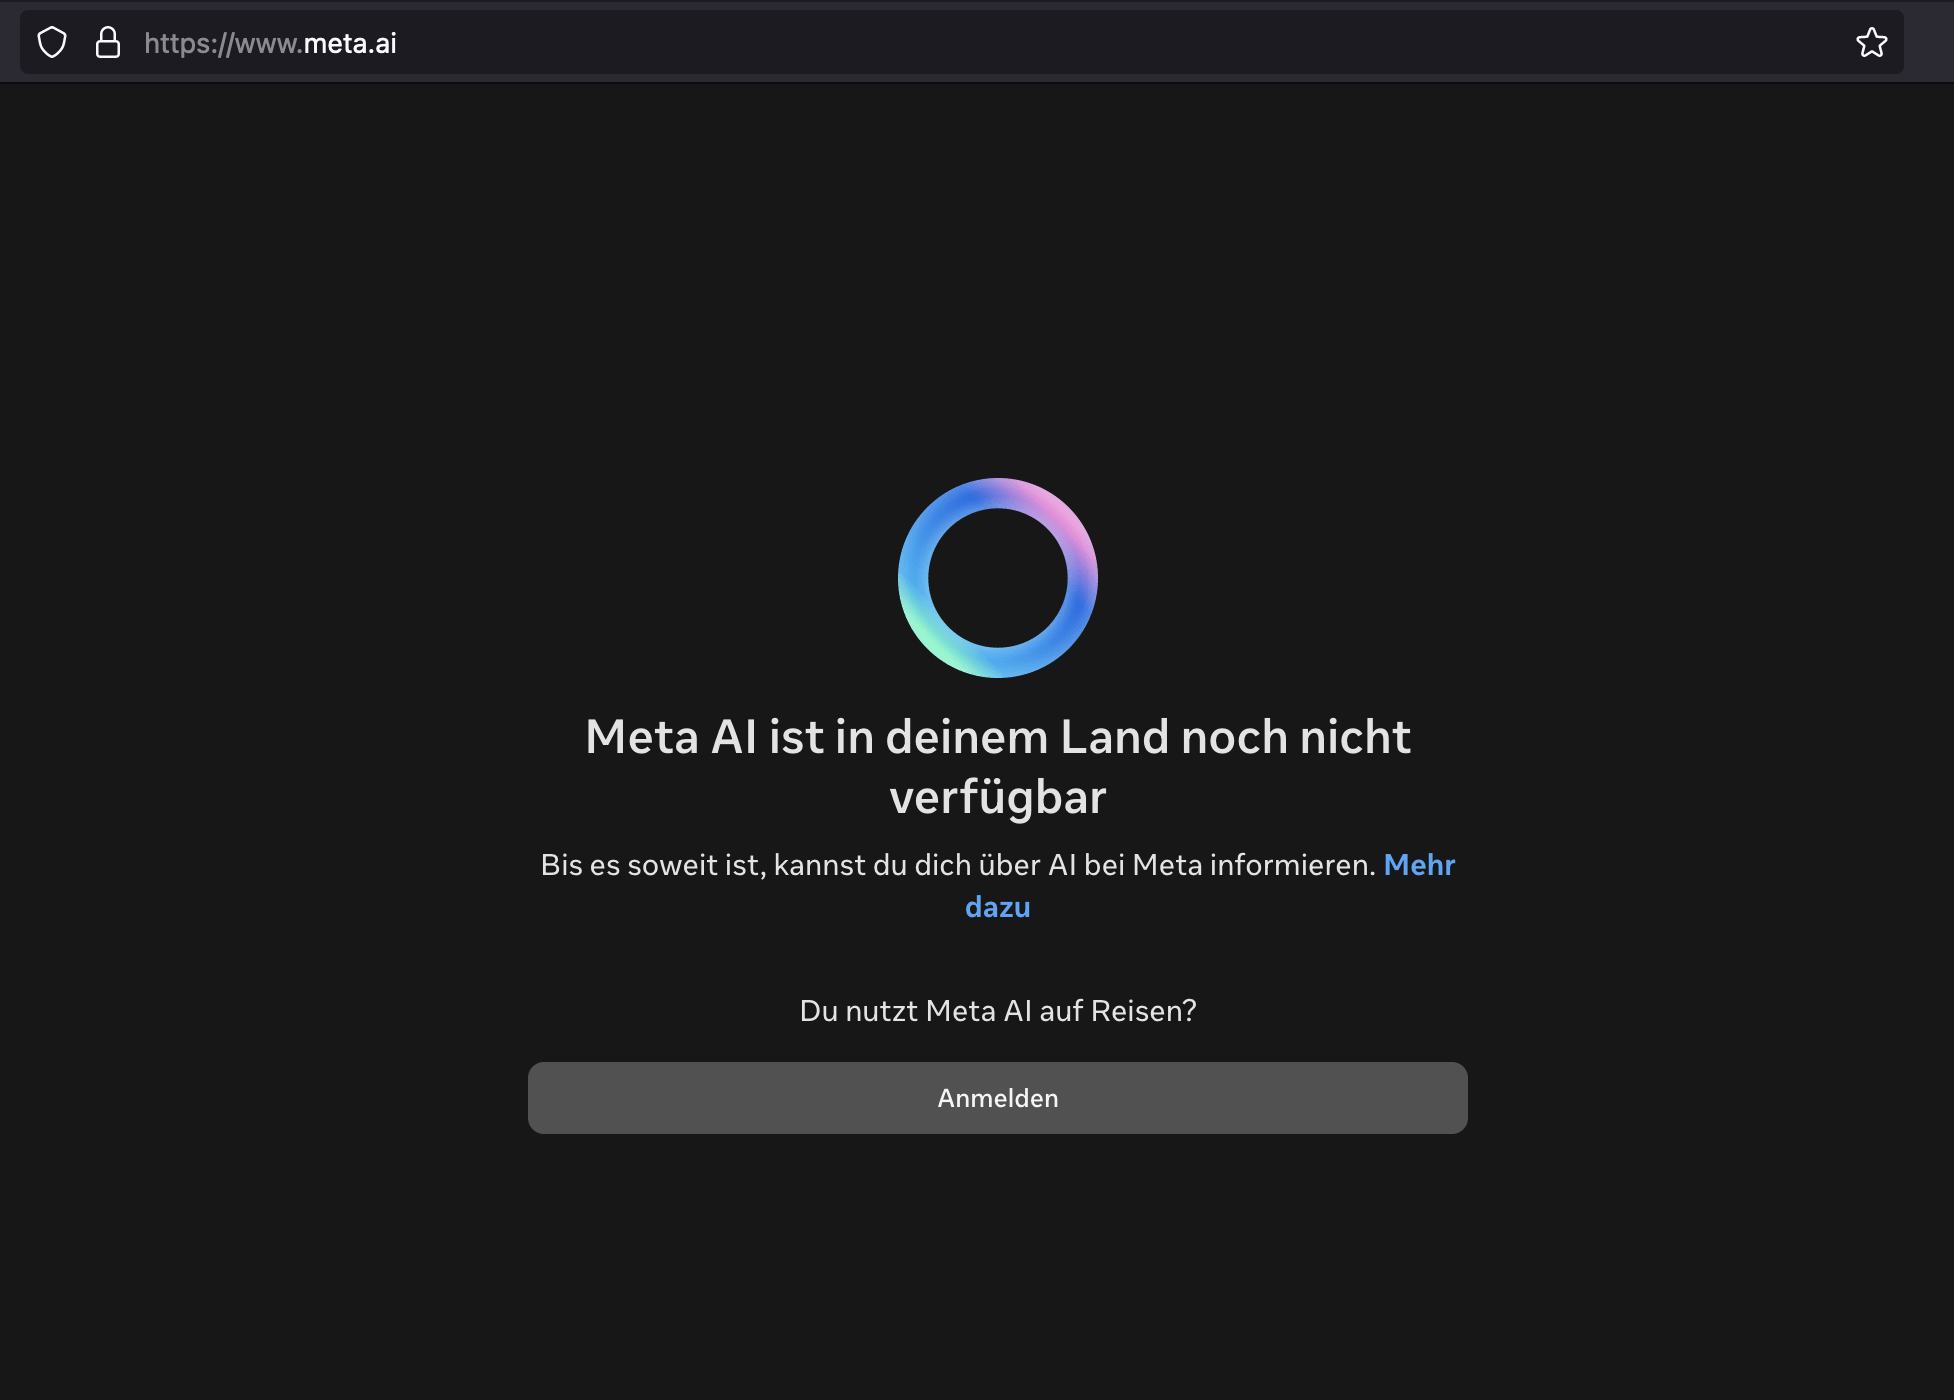 https://www.meta.ai
Meta AI ist in deinem Land noch nicht
verfügbar
Bis es soweit ist, kannst du dich über AI bei Meta informieren. Mehr
dazu
Du nutzt Meta AI auf Reisen?
Anmelden